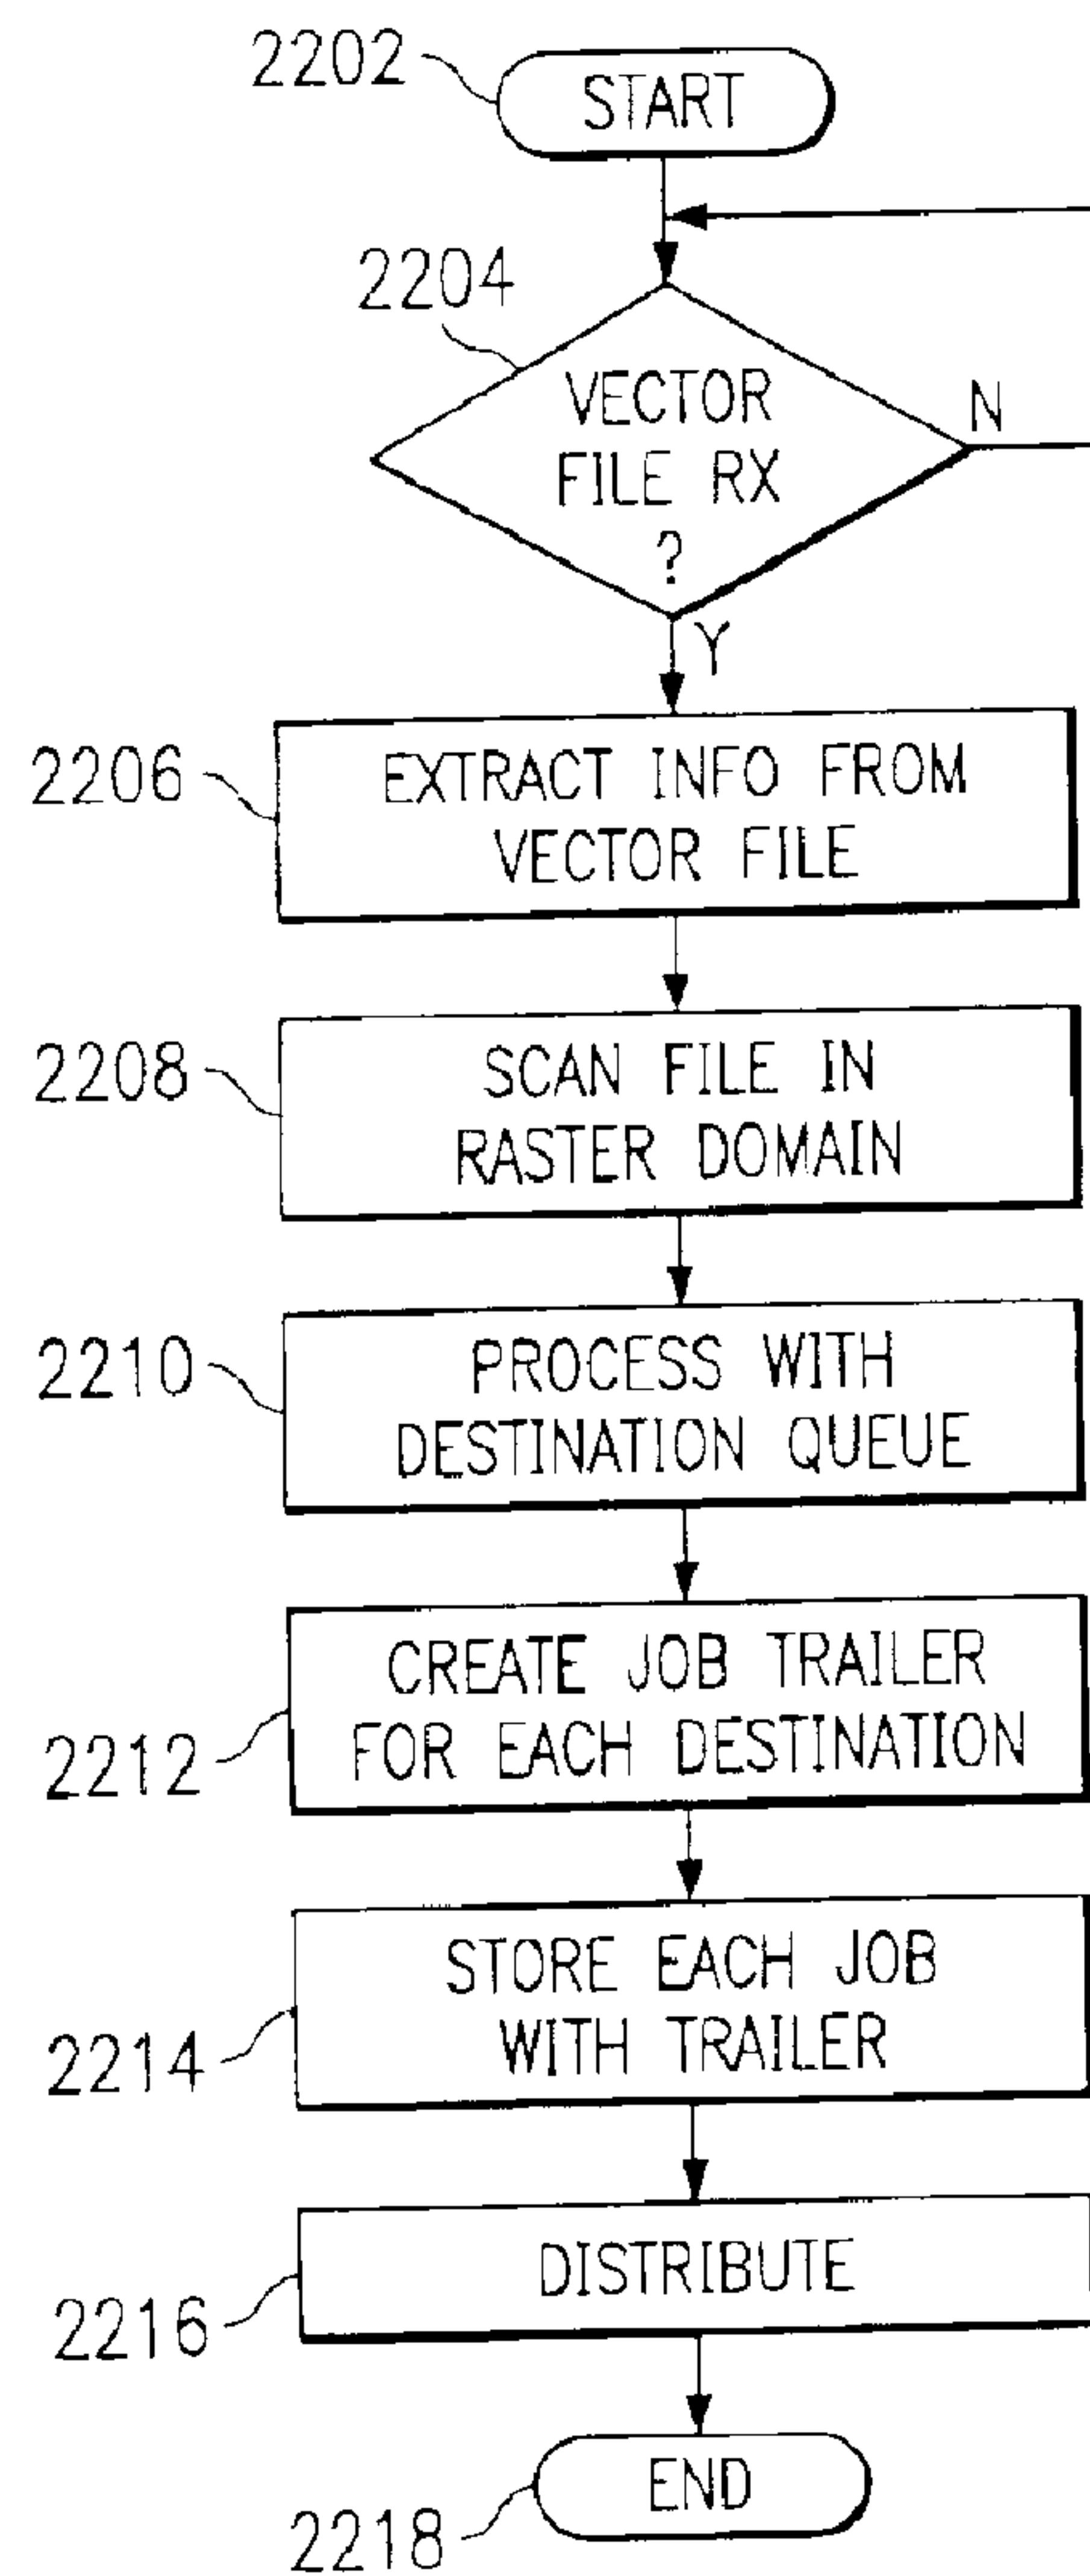 2202
START
2204
VECTOR
FILE RX
?
N
Y
2206
EXTRACT INFO FROM
VECTOR FILE
2208
SCAN FILE IN
RASTER DOMAIN
2210
PROCESS WITH
DESTINATION QUEUE
2212
CREATE JOB TRAILER
FOR EACH DESTINATION
2214
STORE EACH JOB
WITH TRAILER
2216
DISTRIBUTE
2218
END